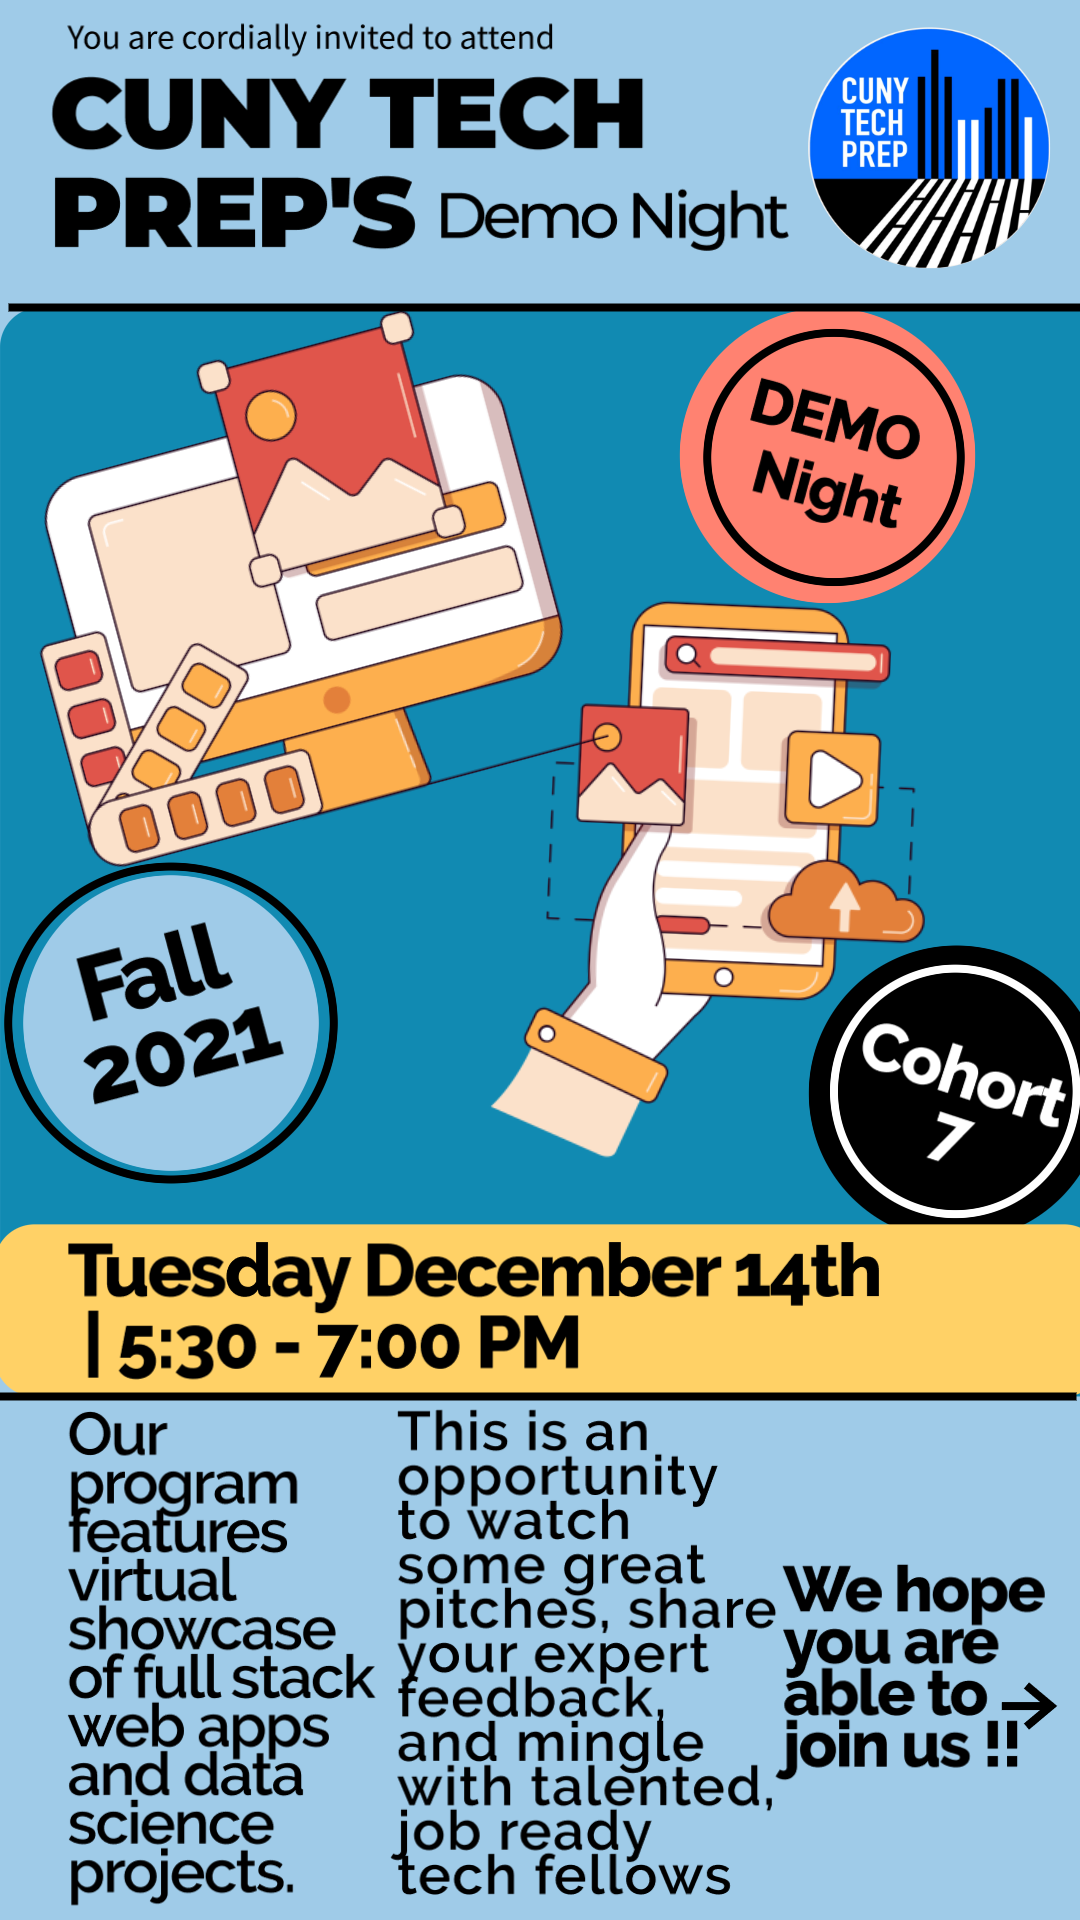 You are cordially invited to attend
CUNY TECH
PREP'S Demo Night
CUNY
TECH
PREP
DEMO
Night
Fall
2021
Cohort
7
Tuesday December 14th
| 5:30 - 7:00 PM
Our
program
features
virtual
showcase
of full stack
web apps
and data
science
projects.
This is an
opportunity
to watch
some great
pitches, share
your expert
feedback,
and mingle
with talented,
job ready
tech fellows
We hope
you are
able to
join us !!